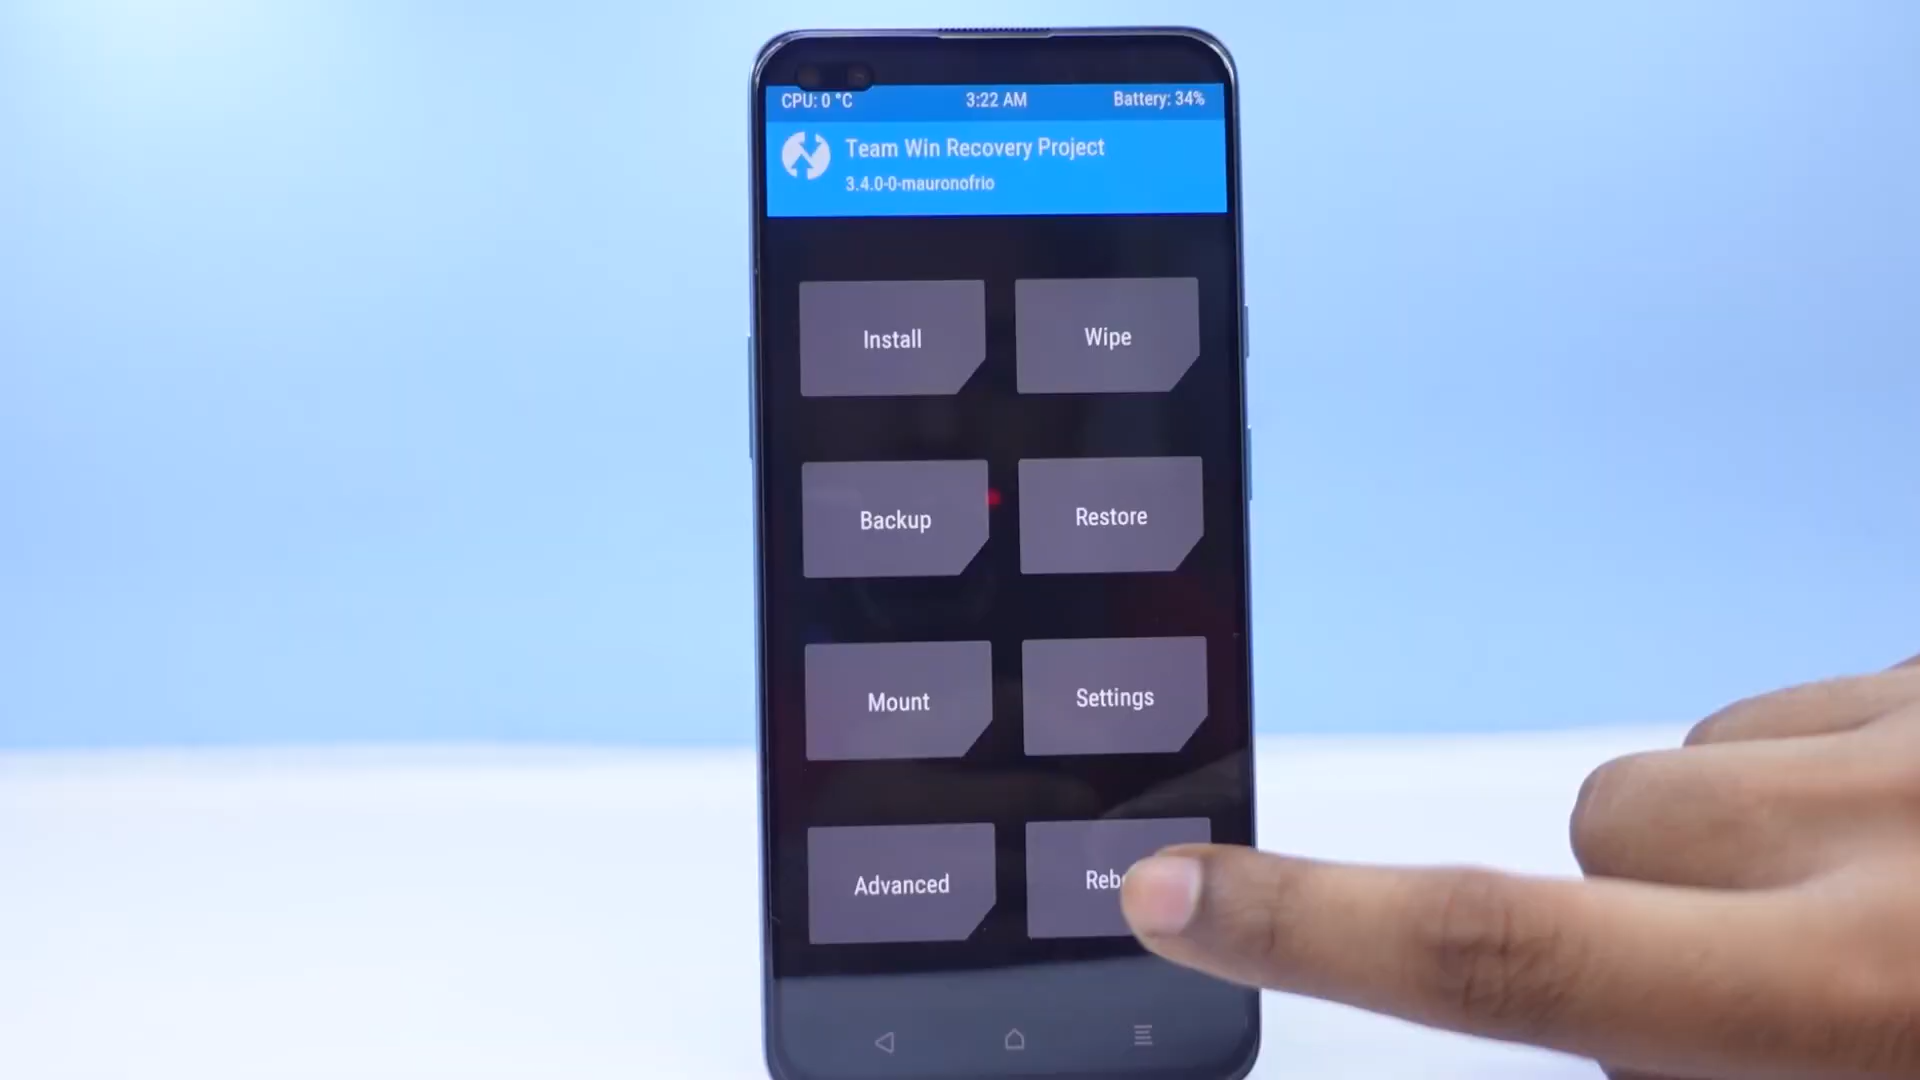 CPU: 0 °C 3:22 AM Battery: 34%
Team Win Recovery Project
3.4.0-0-mauronofrio
Install Wipe
Backup Restore
Mount Settings
Advanced